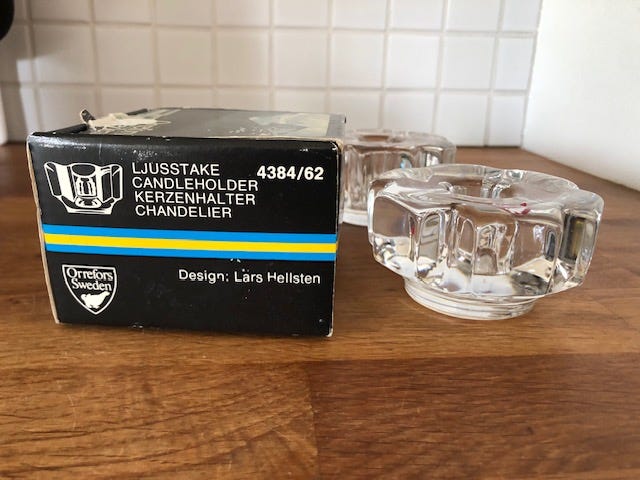 LJUSSTAKE 4384/62
CANDLEHOLDER
KERZENHALTER
CHANDELIER
Orrefors
Sweden
Design: Lars Hellsten